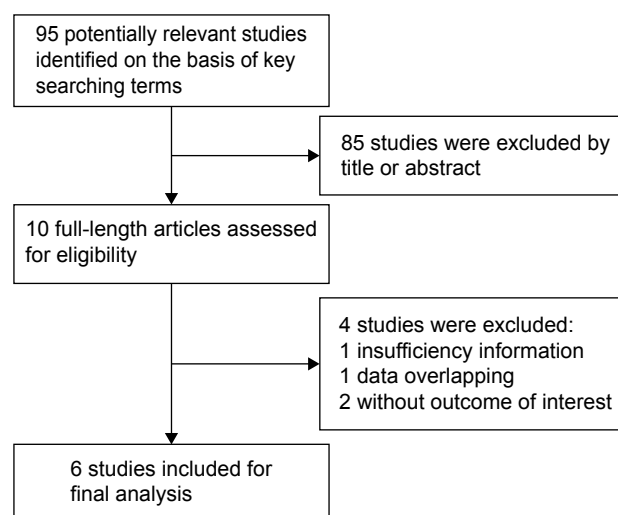 95 potentially relevant studies
identified on the basis of key
searching terms
85 studies were excluded by
title or abstract
10 full-length articles assessed
for eligibility
4 studies were excluded:
1 insufficiency information
1 data overlapping
2 without outcome of interest
6 studies included for
final analysis